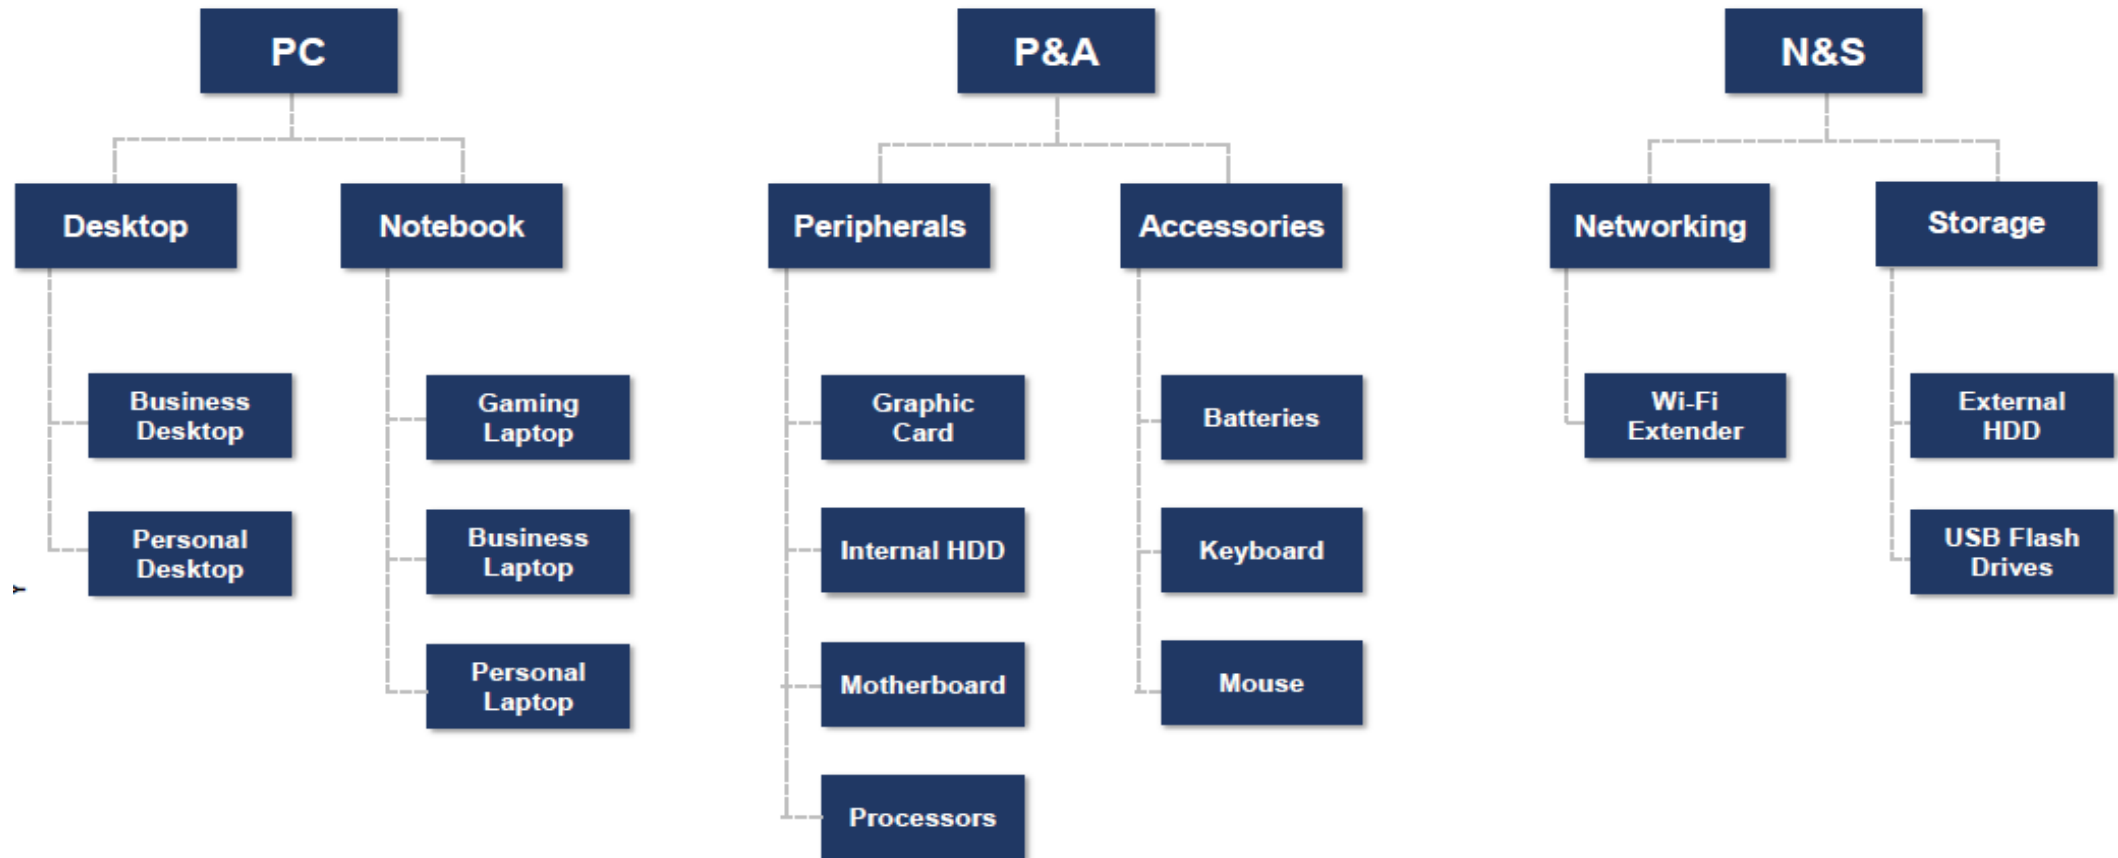 PC
P&A
N&S
Desktop
Notebook
Peripherals
Accessories
Networking
Storage
Business
Desktop
Personal
Desktop
Gaming
Laptop
Business
Laptop
Personal
Laptop
Graphic
Card
Internal HDD
Motherboard
Processors
Batteries
Keyboard
Mouse
Wi-Fi
Extender
External
HDD
USB Flash
Drives
Y